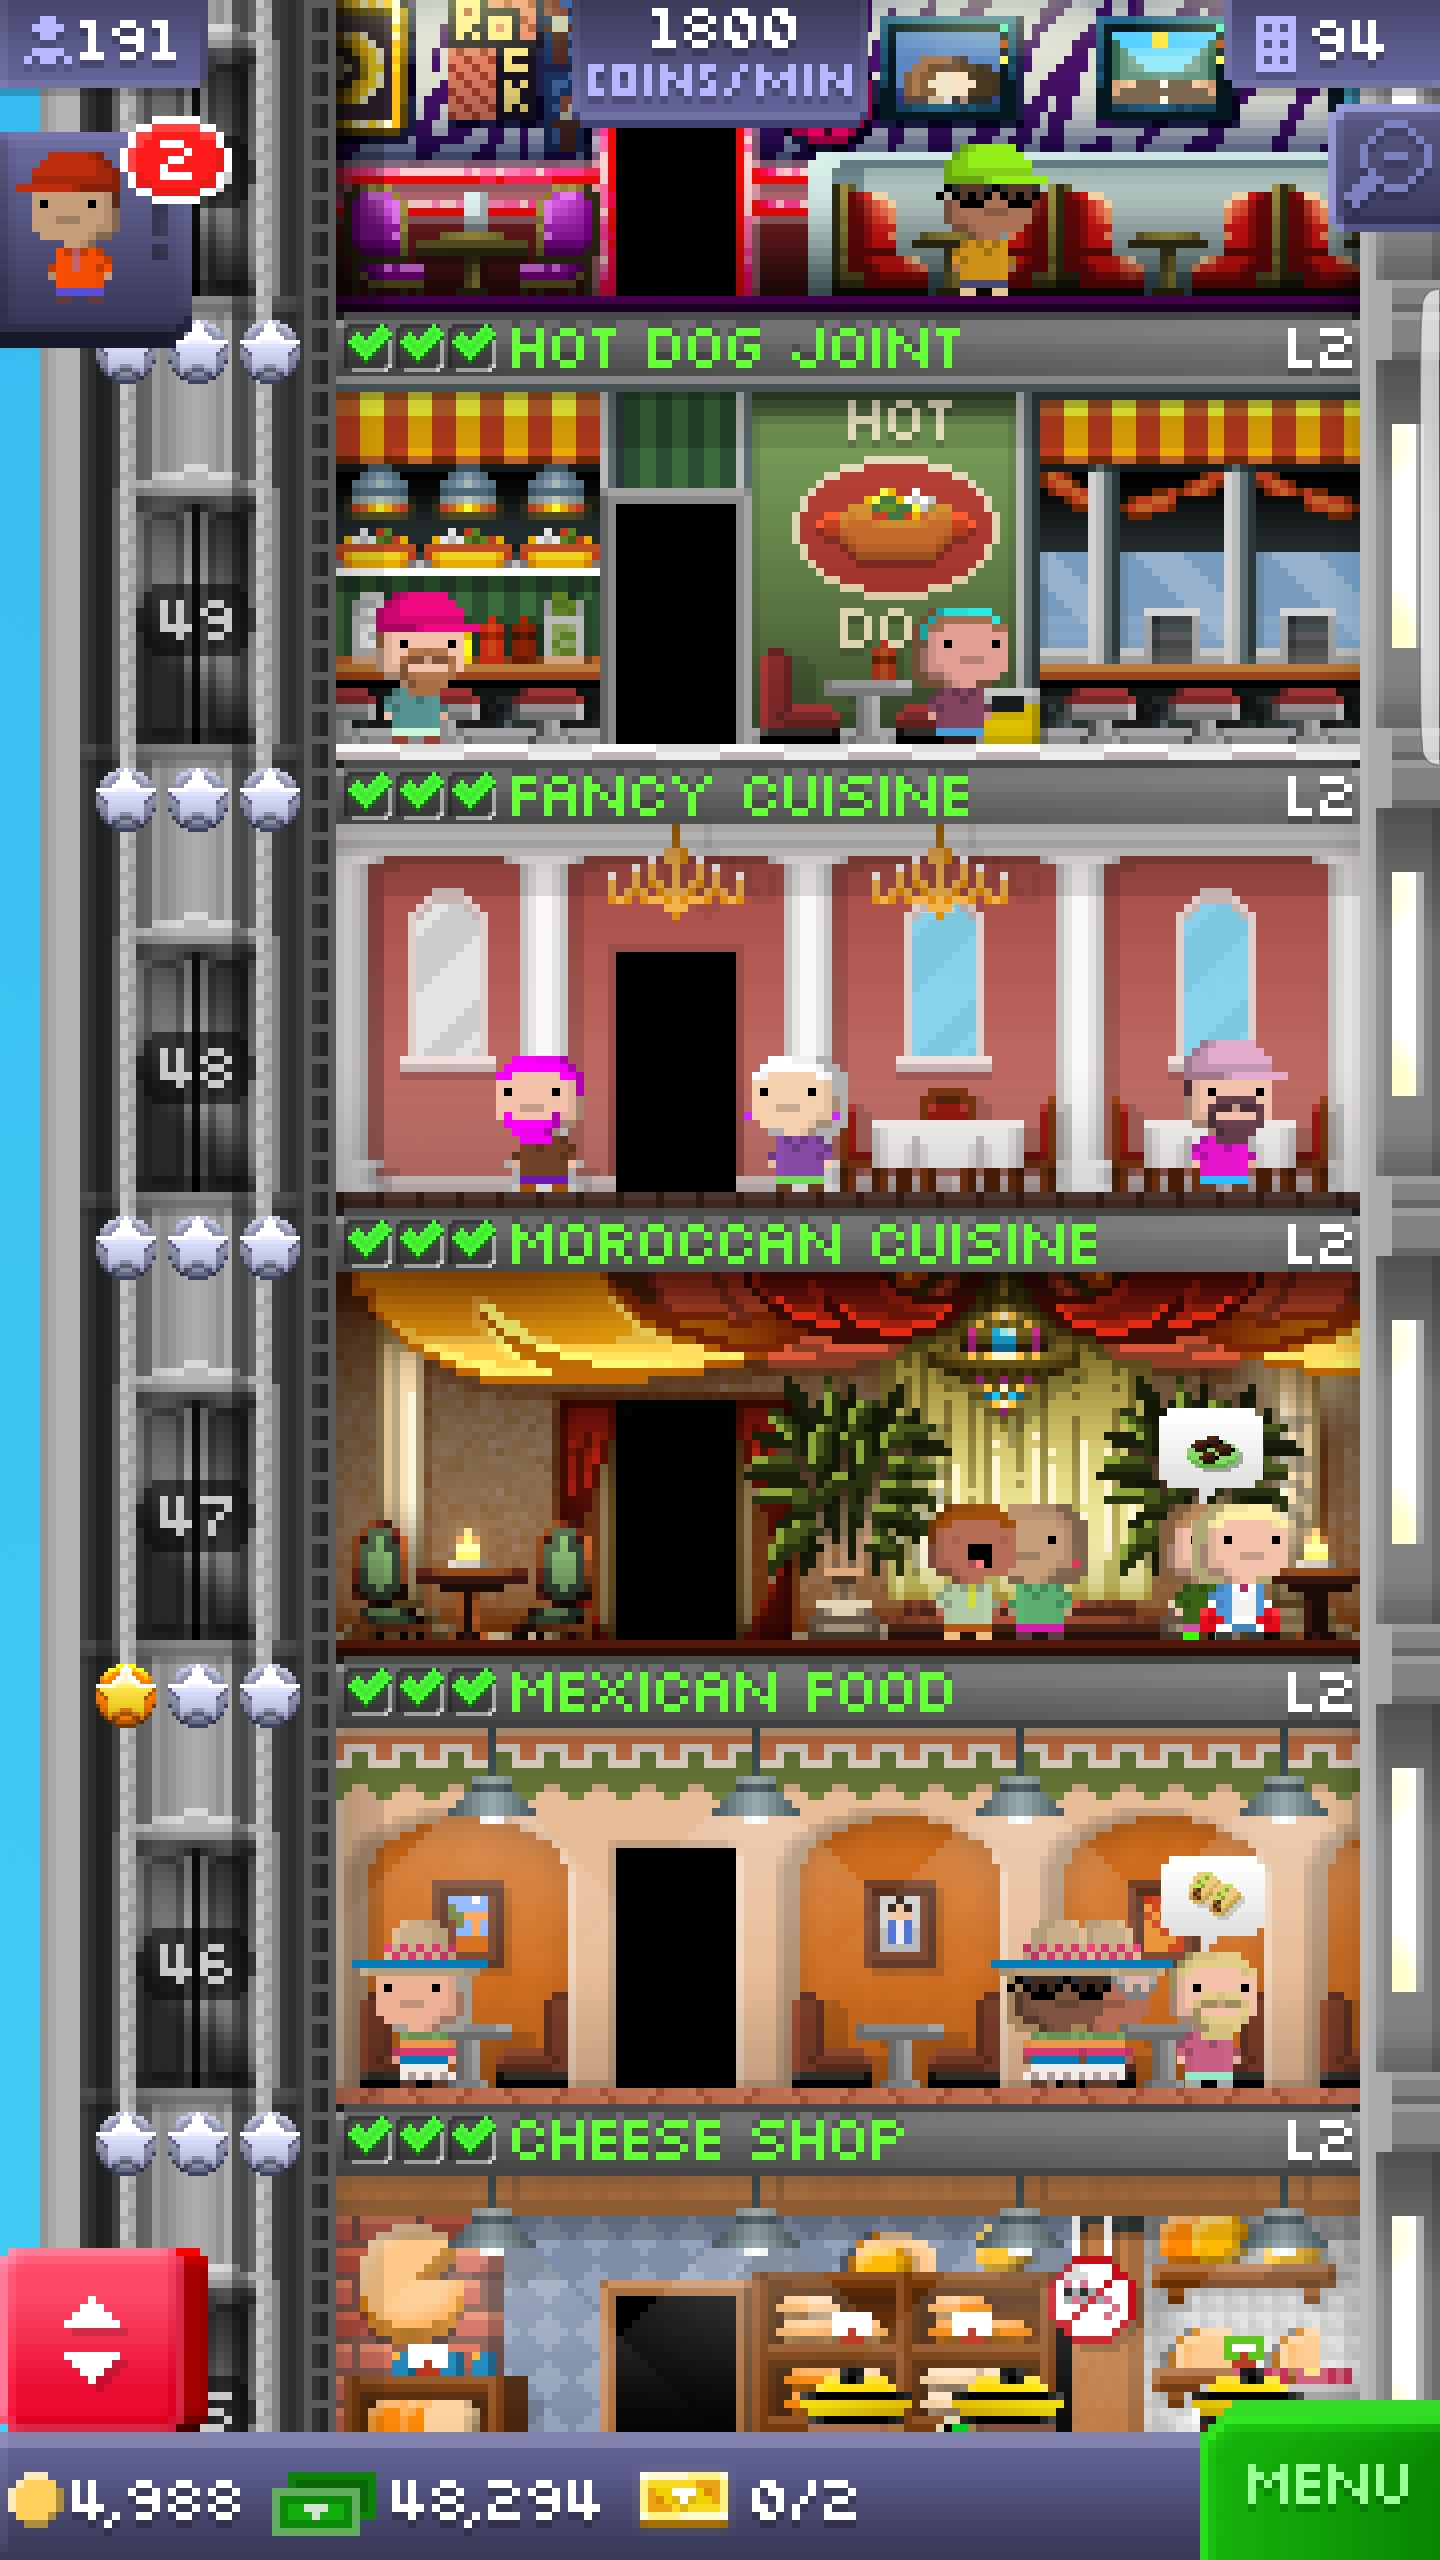 191
1800
COINS/MIN
94
2
HOT DOG JOINT L2
HOT
DO
49
FANCY CUISINE L2
48
MOROCCAN CUISINE L2
47
MEXICAN FOOD L2
46
CHEESE SHOP L2
4,988 48,294 0/2
MENU